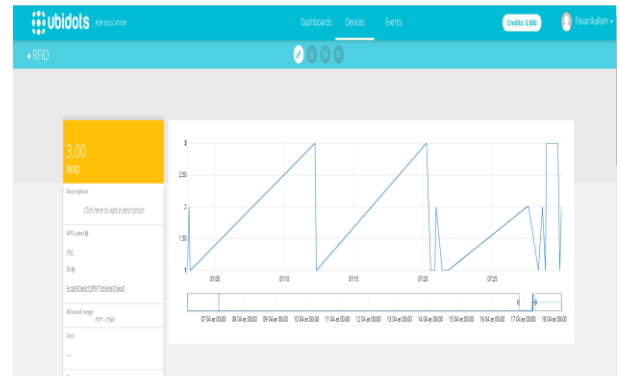 ubidots FOR EDUCATION Dashboards Devices Events Credits: 5.000 Pavanikallam
RFID
3.00
RFID
Description
Click here to add a description
API Label
rfid
ID
Allowed range
min - max
Unit
3
2.50
2
1.50
1
07:05 07:10 07:15 07:20 07:25
07 04 at 00:00 08 04 at 00:00 09 04 at 00:00 10 04 at 00:00 11 04 at 00:00 12 04 at 00:00 13 04 at 00:00 14 04 at 00:00 15 04 at 00:00 16 04 at 00:00 17 04 at 00:00 18 04 at 00:00